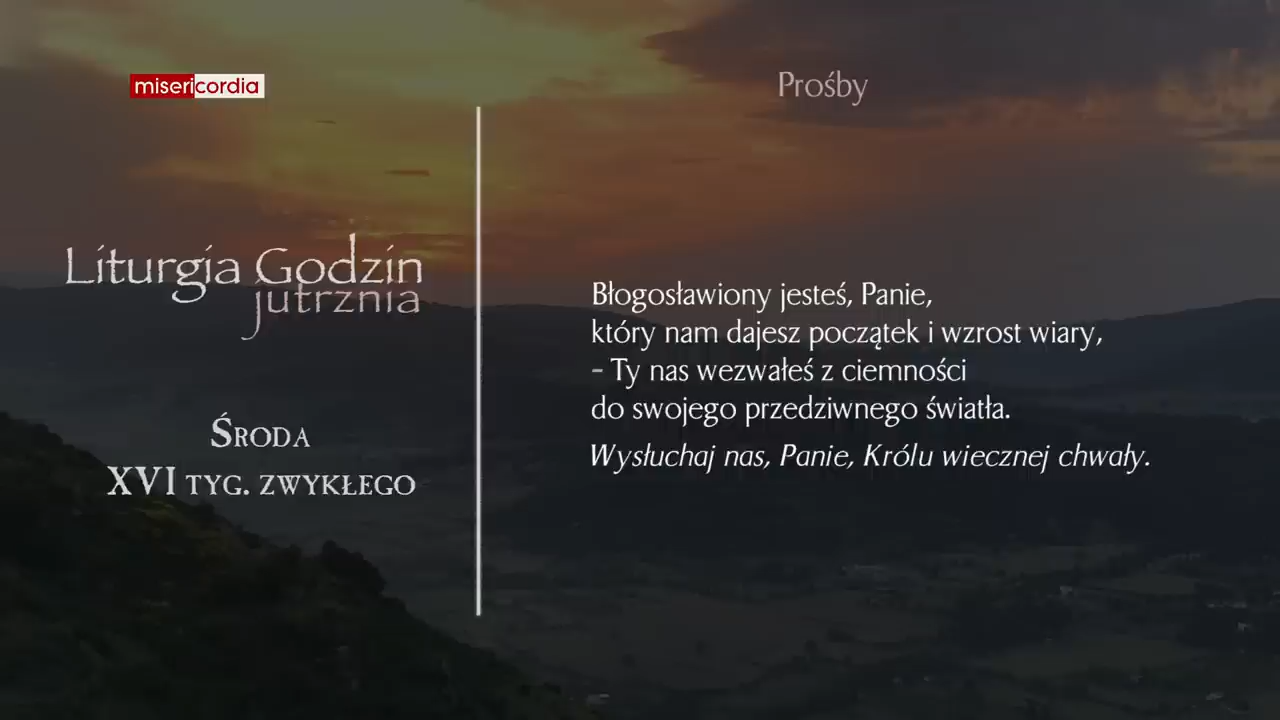 misericordia
Prośby
Liturgia Godzin
jutrznia
Środa
XVI tyg. zwykłego
Błogosławiony jesteś, Panie,
który nam dajesz początek i wzrost wiary,
- Ty nas wezwałeś z ciemności
do swojego przedziwnego światła.
Wysłuchaj nas, Panie, Królu wiecznej chwały.